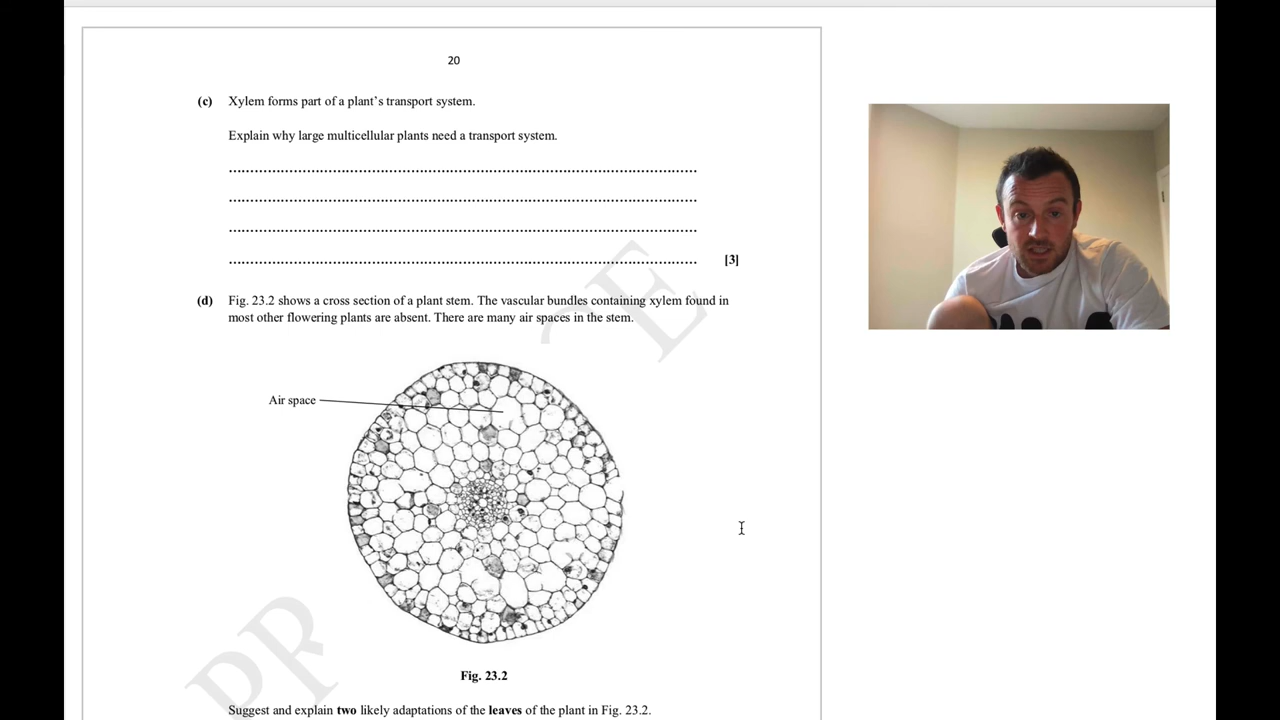 20
(c) Xylem forms part of a plant's transport system.
Explain why large multicellular plants need a transport system.
................................................................................................................
................................................................................................................
................................................................................................................
................................................................................................................ [3]
(d) Fig. 23.2 shows a cross section of a plant stem. The vascular bundles containing xylem found in
most other flowering plants are absent. There are many air spaces in the stem.
Air space
Fig. 23.2
Suggest and explain two likely adaptations of the leaves of the plant in Fig. 23.2.